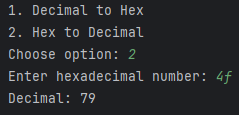 1. Decimal to Hex
2. Hex to Decimal
Choose option: 2
Enter hexadecimal number: 4f
Decimal: 79